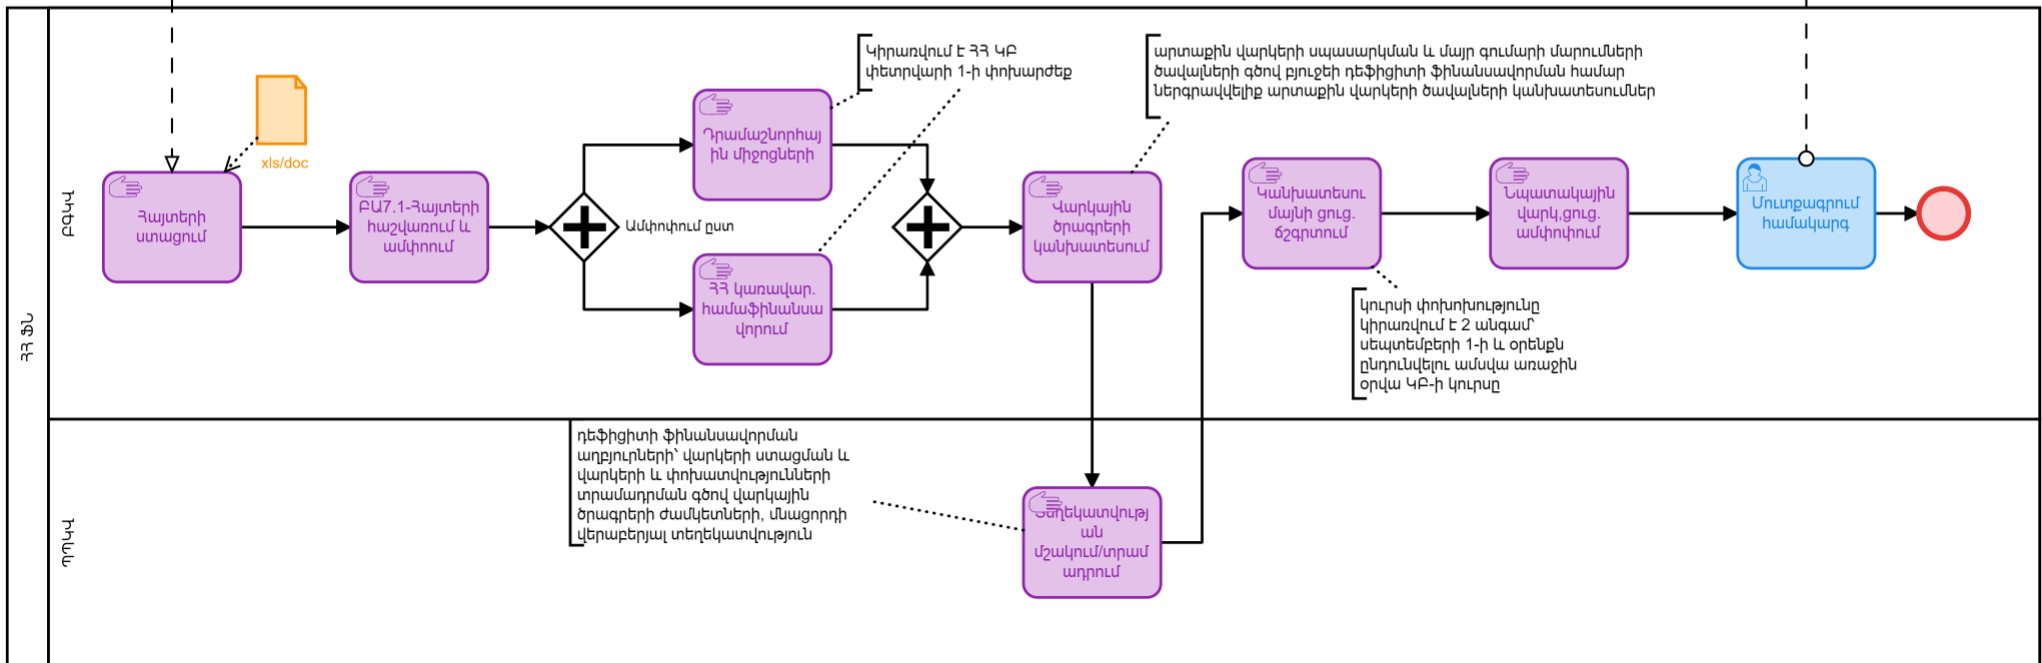 ՀՀ ՖՆ
ԲԳԿՎ
ՊՊԿՎ
xls/doc
Հայտերի
ստացում
ԲԱ7.1-Հայտերի
հաշվառում և
ամփոում
Ամփոփում ըստ
Դրամաշնորհայ
ին միջոցների
ՀՀ կառավար.
համաֆինանսա
վորում
Կիրառվում է ՀՀ ԿԲ
փետրվարի 1-ի փոխարժեք
Վարկային
ծրագրերի
կանխատեսում
արտաքին վարկերի սպասարկման և մայր գումարի մարումների
ծավալների գծով բյուջեի դեֆիցիտի ֆինանսավորման համար
ներգրավվելիք արտաքին վարկերի ծավալների կանխատեսումներ
Կանխատեսու
մայնի ցուց.
ճշգրտում
Նպատակային
վարկ,ցուց.
ամփոփում
Մուտքագրում
համակարգ
կուրսի փոխոխությունը
կիրառվում է 2 անգամ՝
սեպտեմբերի 1-ի և օրենքն
ընդունվելու ամսվա առաջին
օրվա ԿԲ-ի կուրսը
դեֆիցիտի ֆինանսավորման
աղբյուրների՝ վարկերի ստացման և
վարկերի և փոխատվությունների
տրամադրման գծով վարկային
ծրագրերի ժամկետների, մնացորդի
վերաբերյալ տեղեկատվություն
Տեղեկատվությ
ան
մշակում/տրամ
ադրում